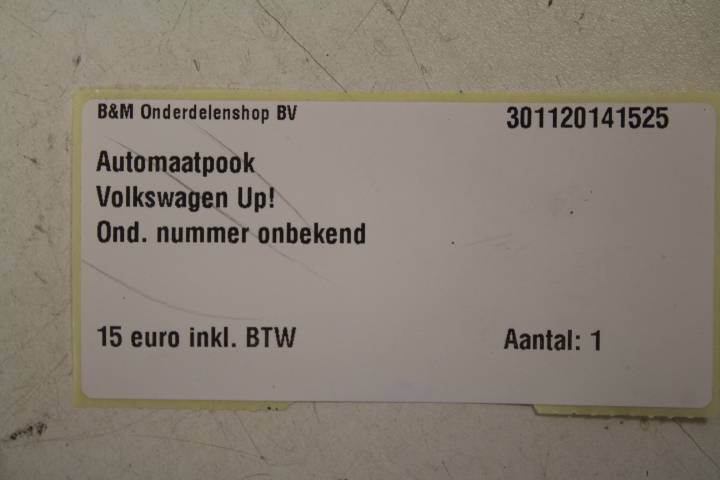 B&M Onderdelenshop BV 301120141525
Automaatpook
Volkswagen Up!
Ond. nummer onbekend
15 euro inkl. BTW Aantal: 1